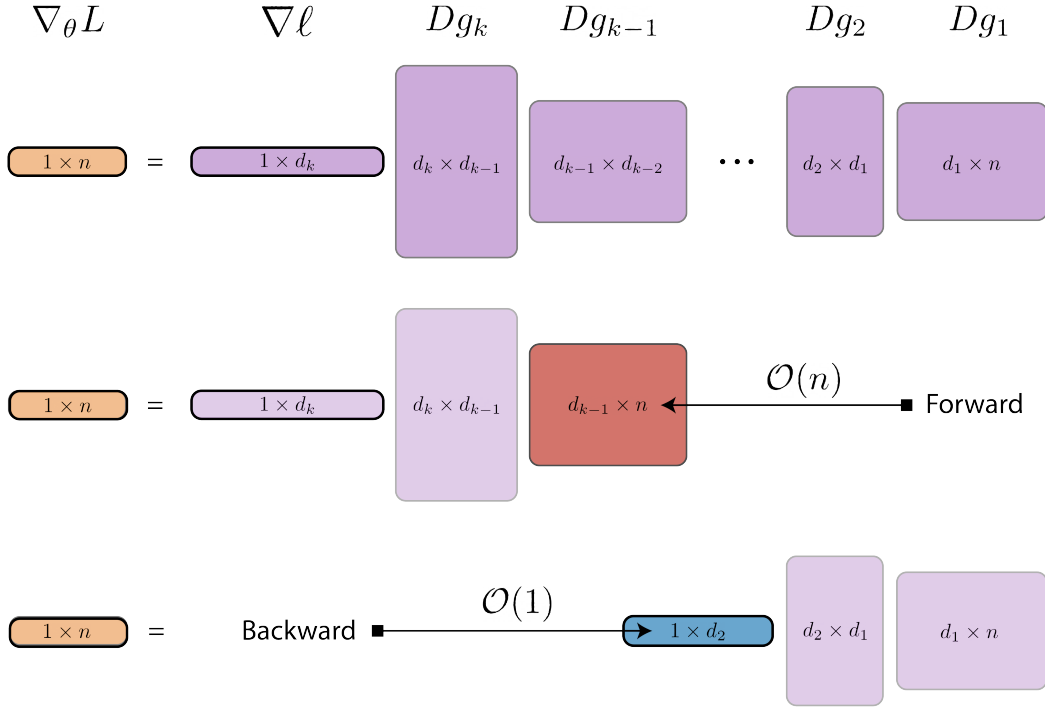 ∇_θ L ∇ℓ Dg_k Dg_{k−1} Dg_2 Dg_1
1 × n = 1 × d_k d_k × d_{k−1} d_{k−1} × d_{k−2} ⋯ d_2 × d_1 d_1 × n
O(n)
1 × n = 1 × d_k d_k × d_{k−1} d_{k−1} × n Forward
O(1)
1 × n = Backward 1 × d_2 d_2 × d_1 d_1 × n